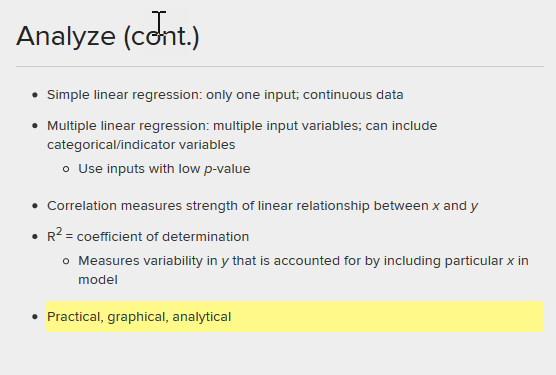 Analyze (cont.)
• Simple linear regression: only one input; continuous data
• Multiple linear regression: multiple input variables; can include
categorical/indicator variables
o Use inputs with low p-value
• Correlation measures strength of linear relationship between x and y
• R² = coefficient of determination
o Measures variability in y that is accounted for by including particular x in
model
• Practical, graphical, analytical